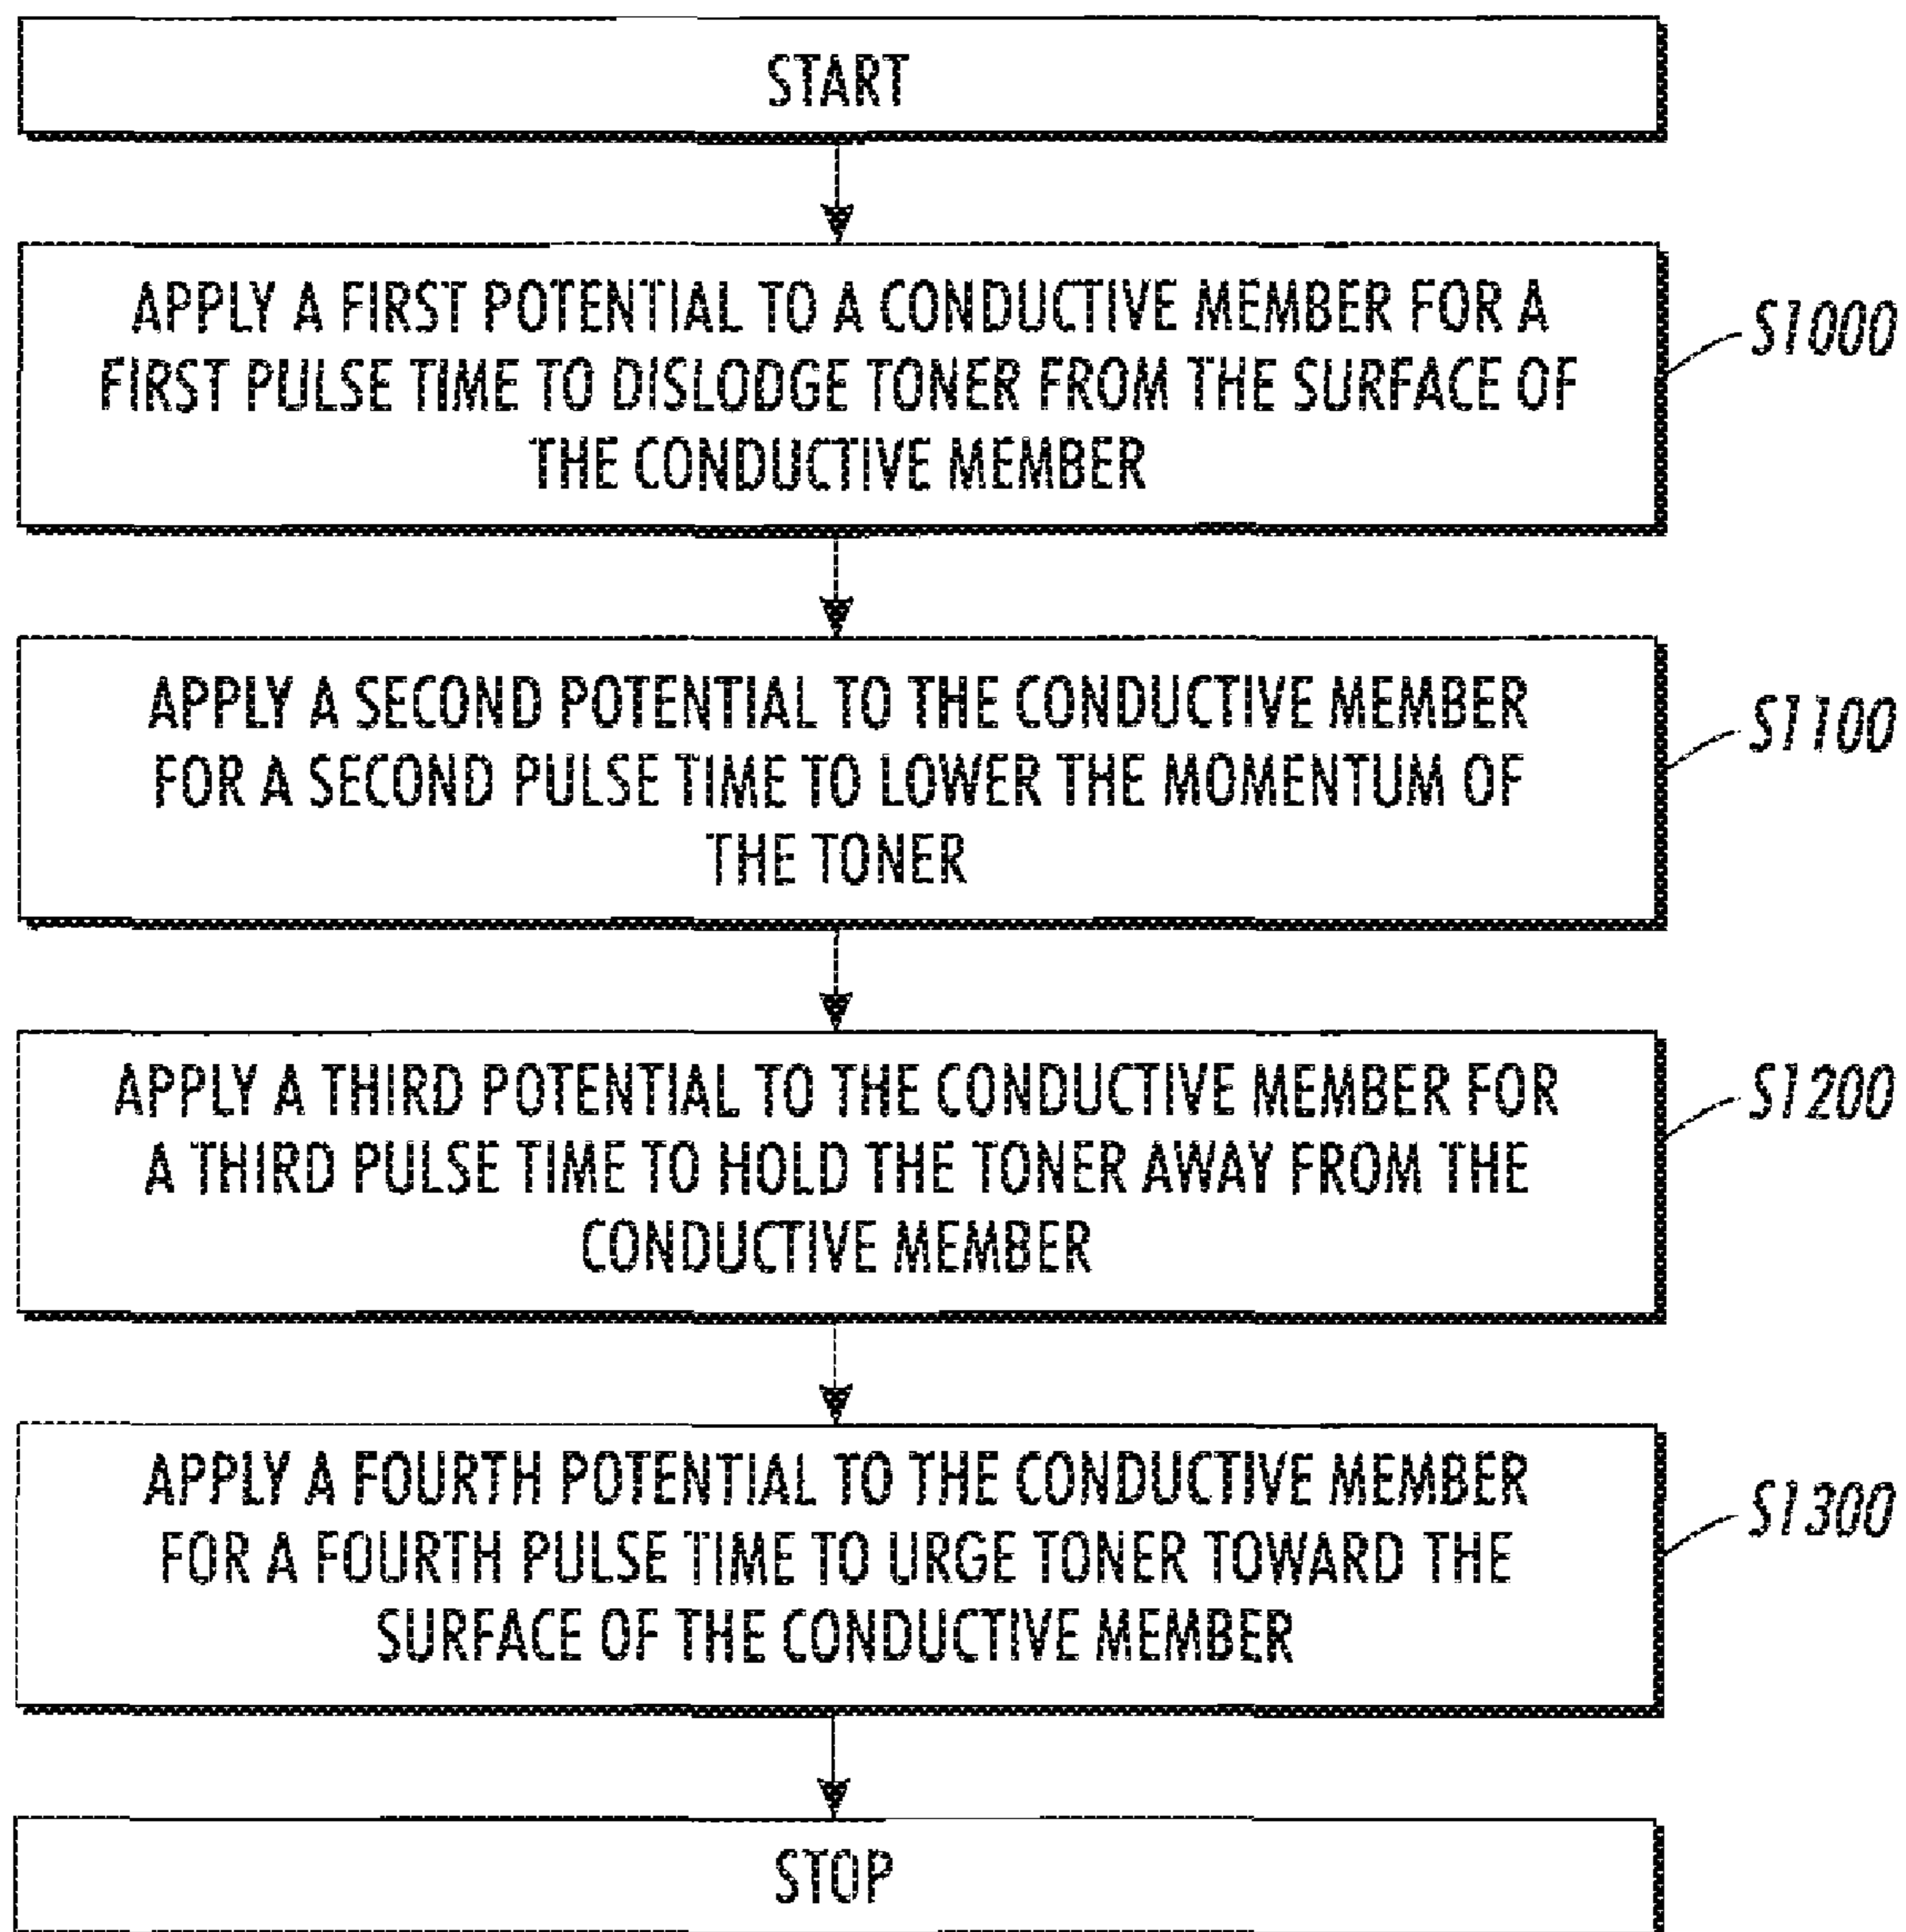 START
APPLY A FIRST POTENTIAL TO A CONDUCTIVE MEMBER FOR A
FIRST PULSE TIME TO DISLODGE TONER FROM THE SURFACE OF
THE CONDUCTIVE MEMBER
S1000
APPLY A SECOND POTENTIAL TO THE CONDUCTIVE MEMBER
FOR A SECOND PULSE TIME TO LOWER THE MOMENTUM OF
THE TONER
S1100
APPLY A THIRD POTENTIAL TO THE CONDUCTIVE MEMBER FOR
A THIRD PULSE TIME TO HOLD THE TONER AWAY FROM THE
CONDUCTIVE MEMBER
S1200
APPLY A FOURTH POTENTIAL TO THE CONDUCTIVE MEMBER
FOR A FOURTH PULSE TIME TO URGE TONER TOWARD THE
SURFACE OF THE CONDUCTIVE MEMBER
S1300
STOP